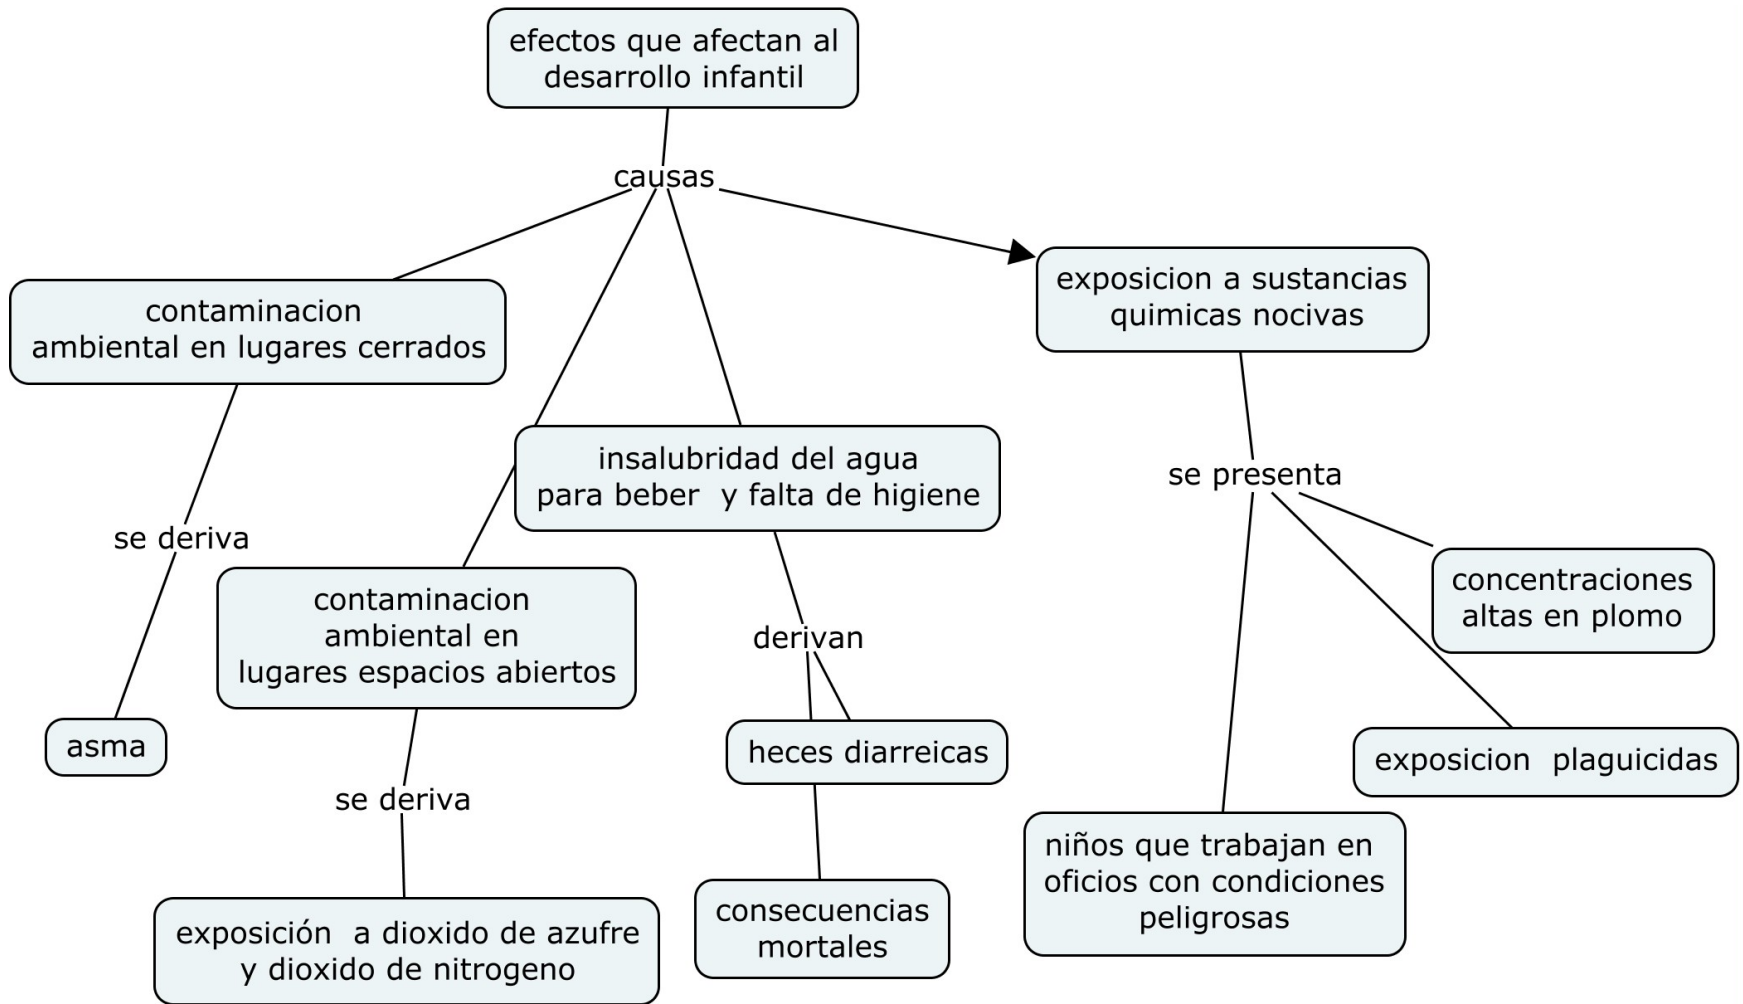 efectos que afectan al
desarrollo infantil
causas
contaminacion
ambiental en lugares cerrados
se deriva
asma
contaminacion
ambiental en
lugares espacios abiertos
se deriva
exposición  a dioxido de azufre
y dioxido de nitrogeno
insalubridad del agua
para beber  y falta de higiene
derivan
heces diarreicas
consecuencias
mortales
exposicion a sustancias
quimicas nocivas
se presenta
concentraciones
altas en plomo
exposicion  plaguicidas
niños que trabajan en
oficios con condiciones
peligrosas